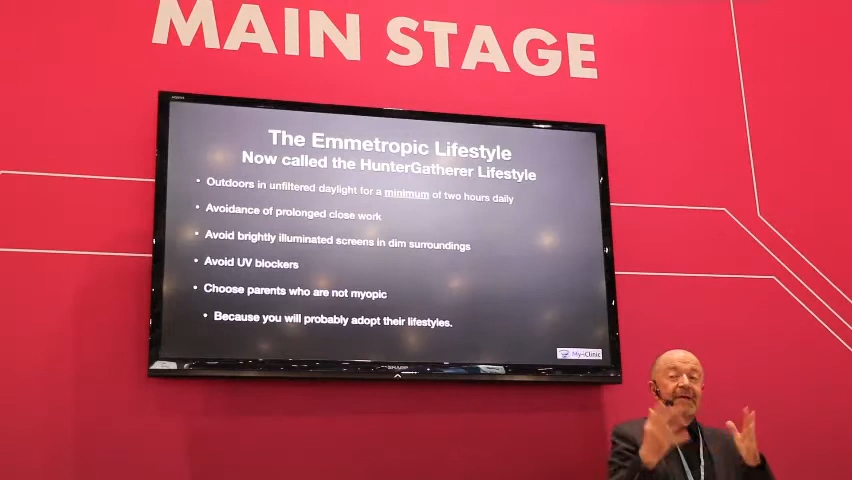 MAIN STAGE
The Emmetropic Lifestyle
Now called the HunterGatherer Lifestyle
• Outdoors in unfiltered daylight for a minimum of two hours daily
• Avoidance of prolonged close work
• Avoid brightly illuminated screens in dim surroundings
• Avoid UV blockers
• Choose parents who are not myopic
• Because you will probably adopt their lifestyles.
My-iClinic
SHARP